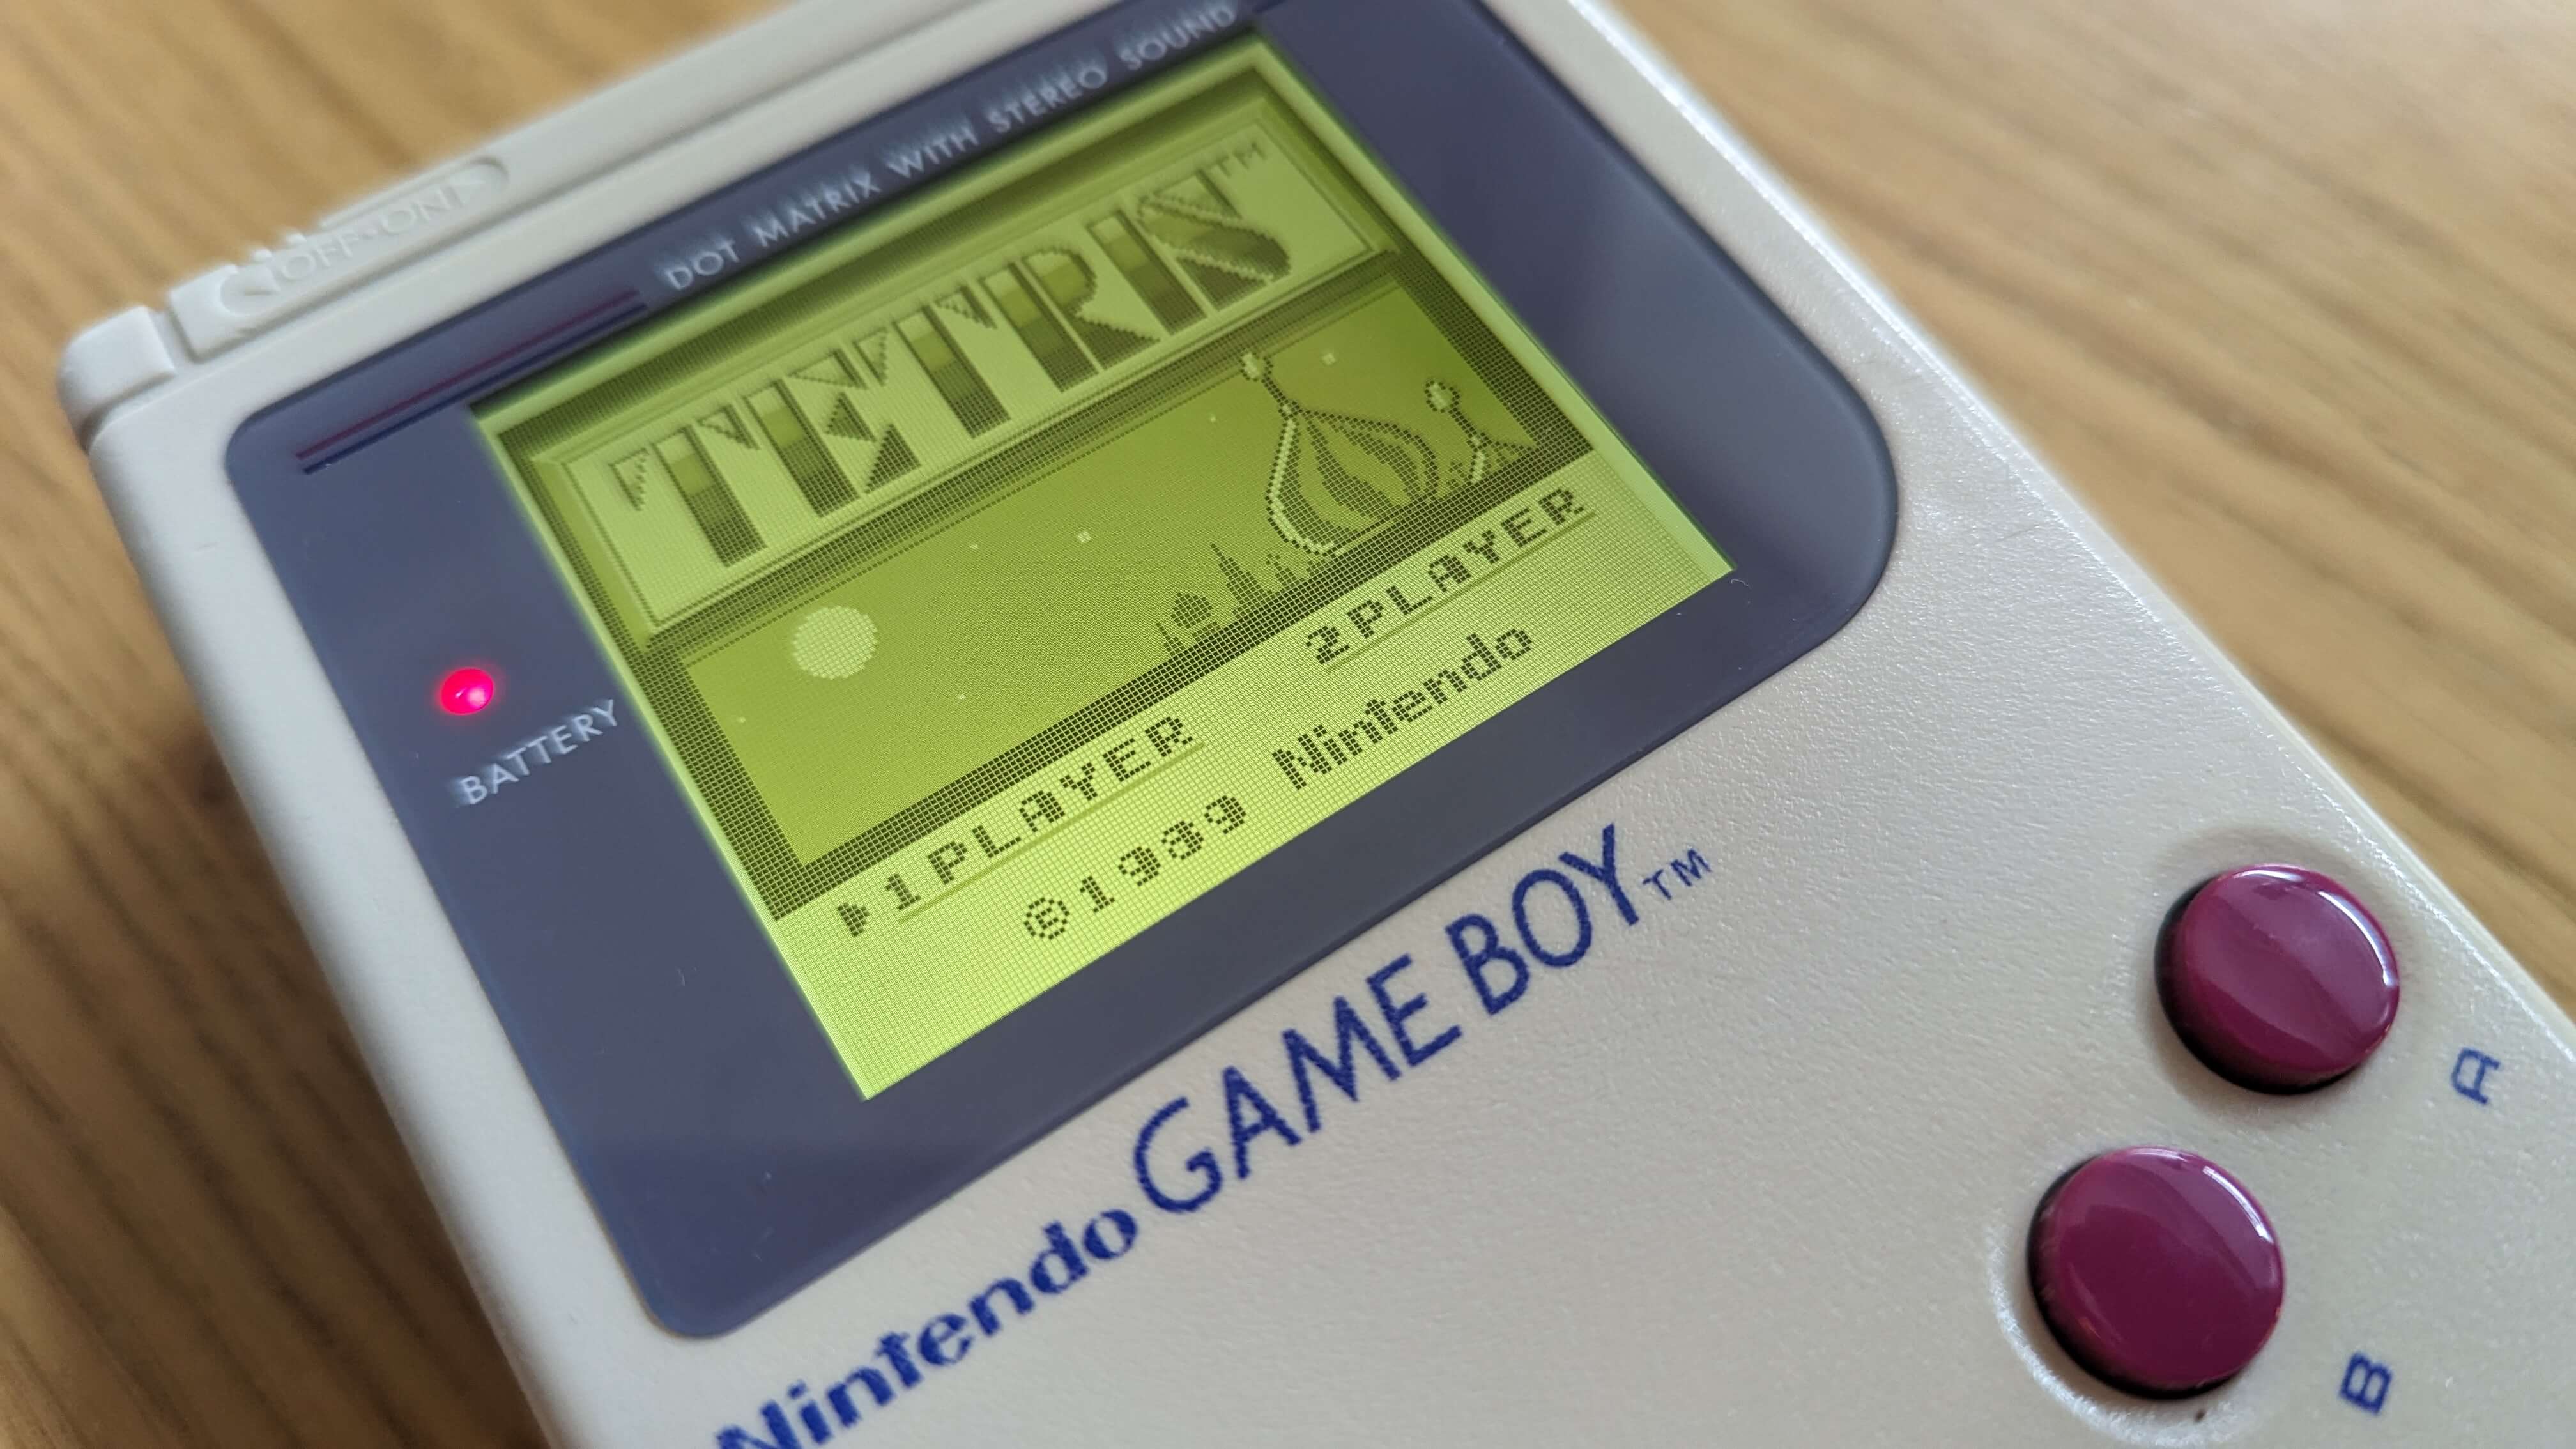 ◁OFF•ON▷
DOT MATRIX WITH STEREO SOUND
TETRIS™
BATTERY
▶1PLAYER 2PLAYER
©1989 Nintendo
Nintendo GAME BOY™
A
B